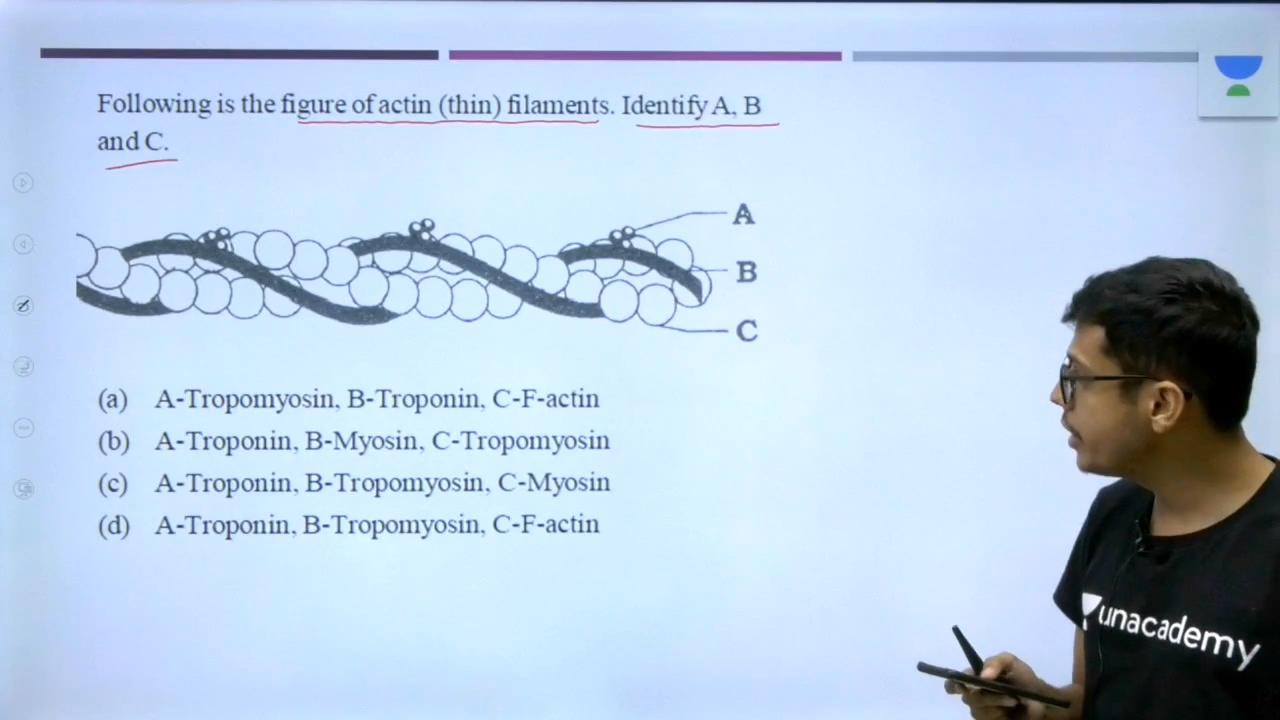 Following is the figure of actin (thin) filaments. Identify A, B
and C.
A
B
C
(a) A-Tropomyosin, B-Troponin, C-F-actin
(b) A-Troponin, B-Myosin, C-Tropomyosin
(c) A-Troponin, B-Tropomyosin, C-Myosin
(d) A-Troponin, B-Tropomyosin, C-F-actin
unacademy